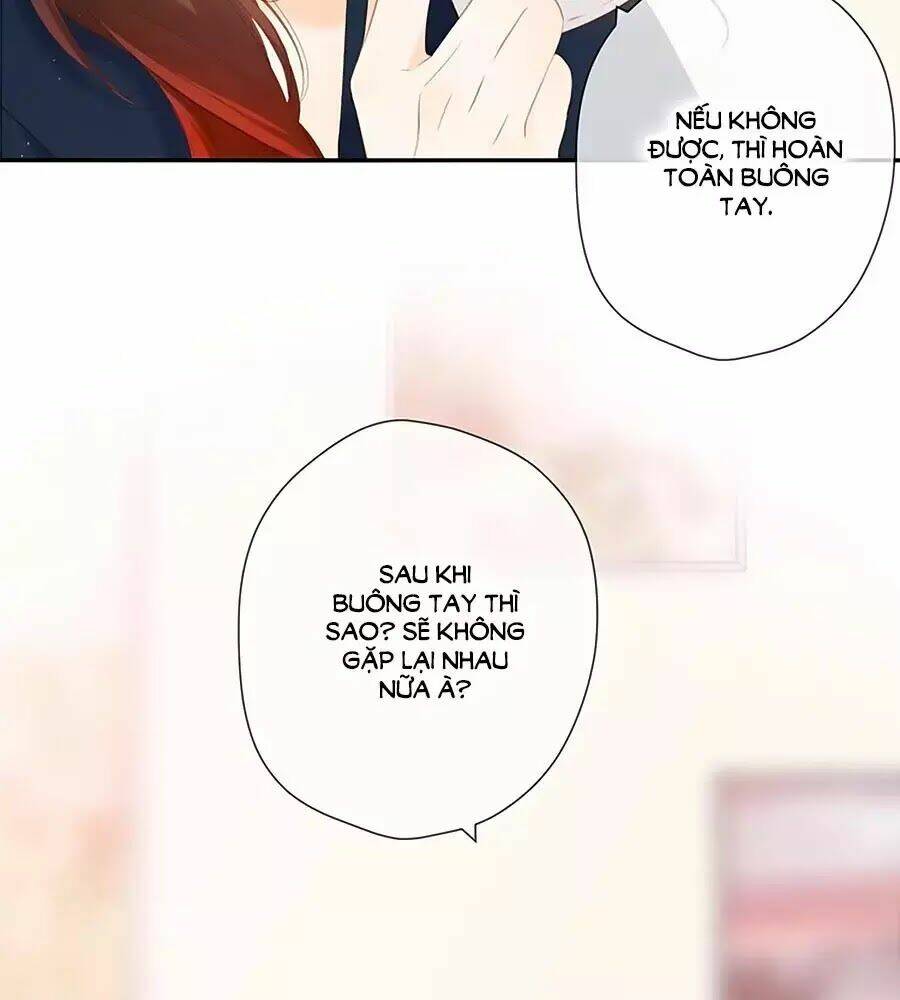 NẾU KHÔNG
ĐƯỢC, THÌ HOÀN
TOÀN BUÔNG
TAY.
SAU KHI
BUÔNG TAY THÌ
SAO? SẼ KHÔNG
GẶP LẠI NHAU
NỮA À?